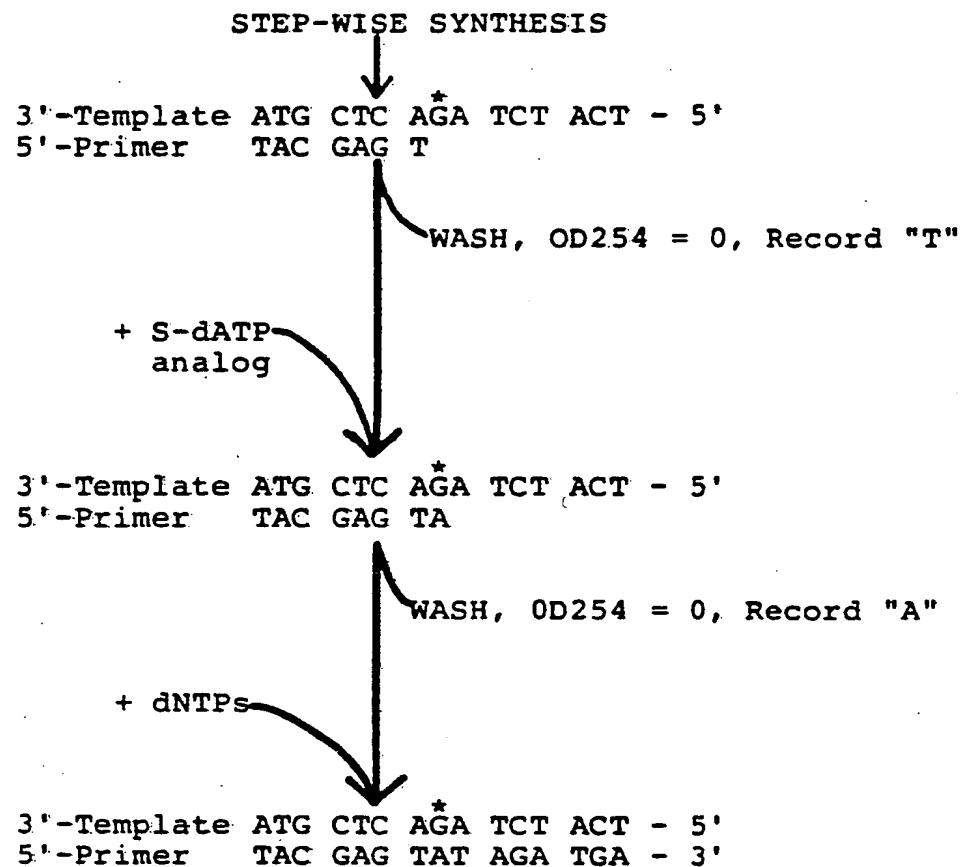 STEP-WISE SYNTHESIS
*
3'-Template ATG CTC AGA TCT ACT - 5'
5'-Primer TAC GAG T
WASH, OD254 = 0, Record "T"
+ S-dATP
analog
*
3'-Template ATG CTC AGA TCT ACT - 5'
5'-Primer TAC GAG TA
WASH, OD254 = 0, Record "A"
+ dNTPs
*
3'-Template ATG CTC AGA TCT ACT - 5'
5'-Primer TAC GAG TAT AGA TGA - 3'